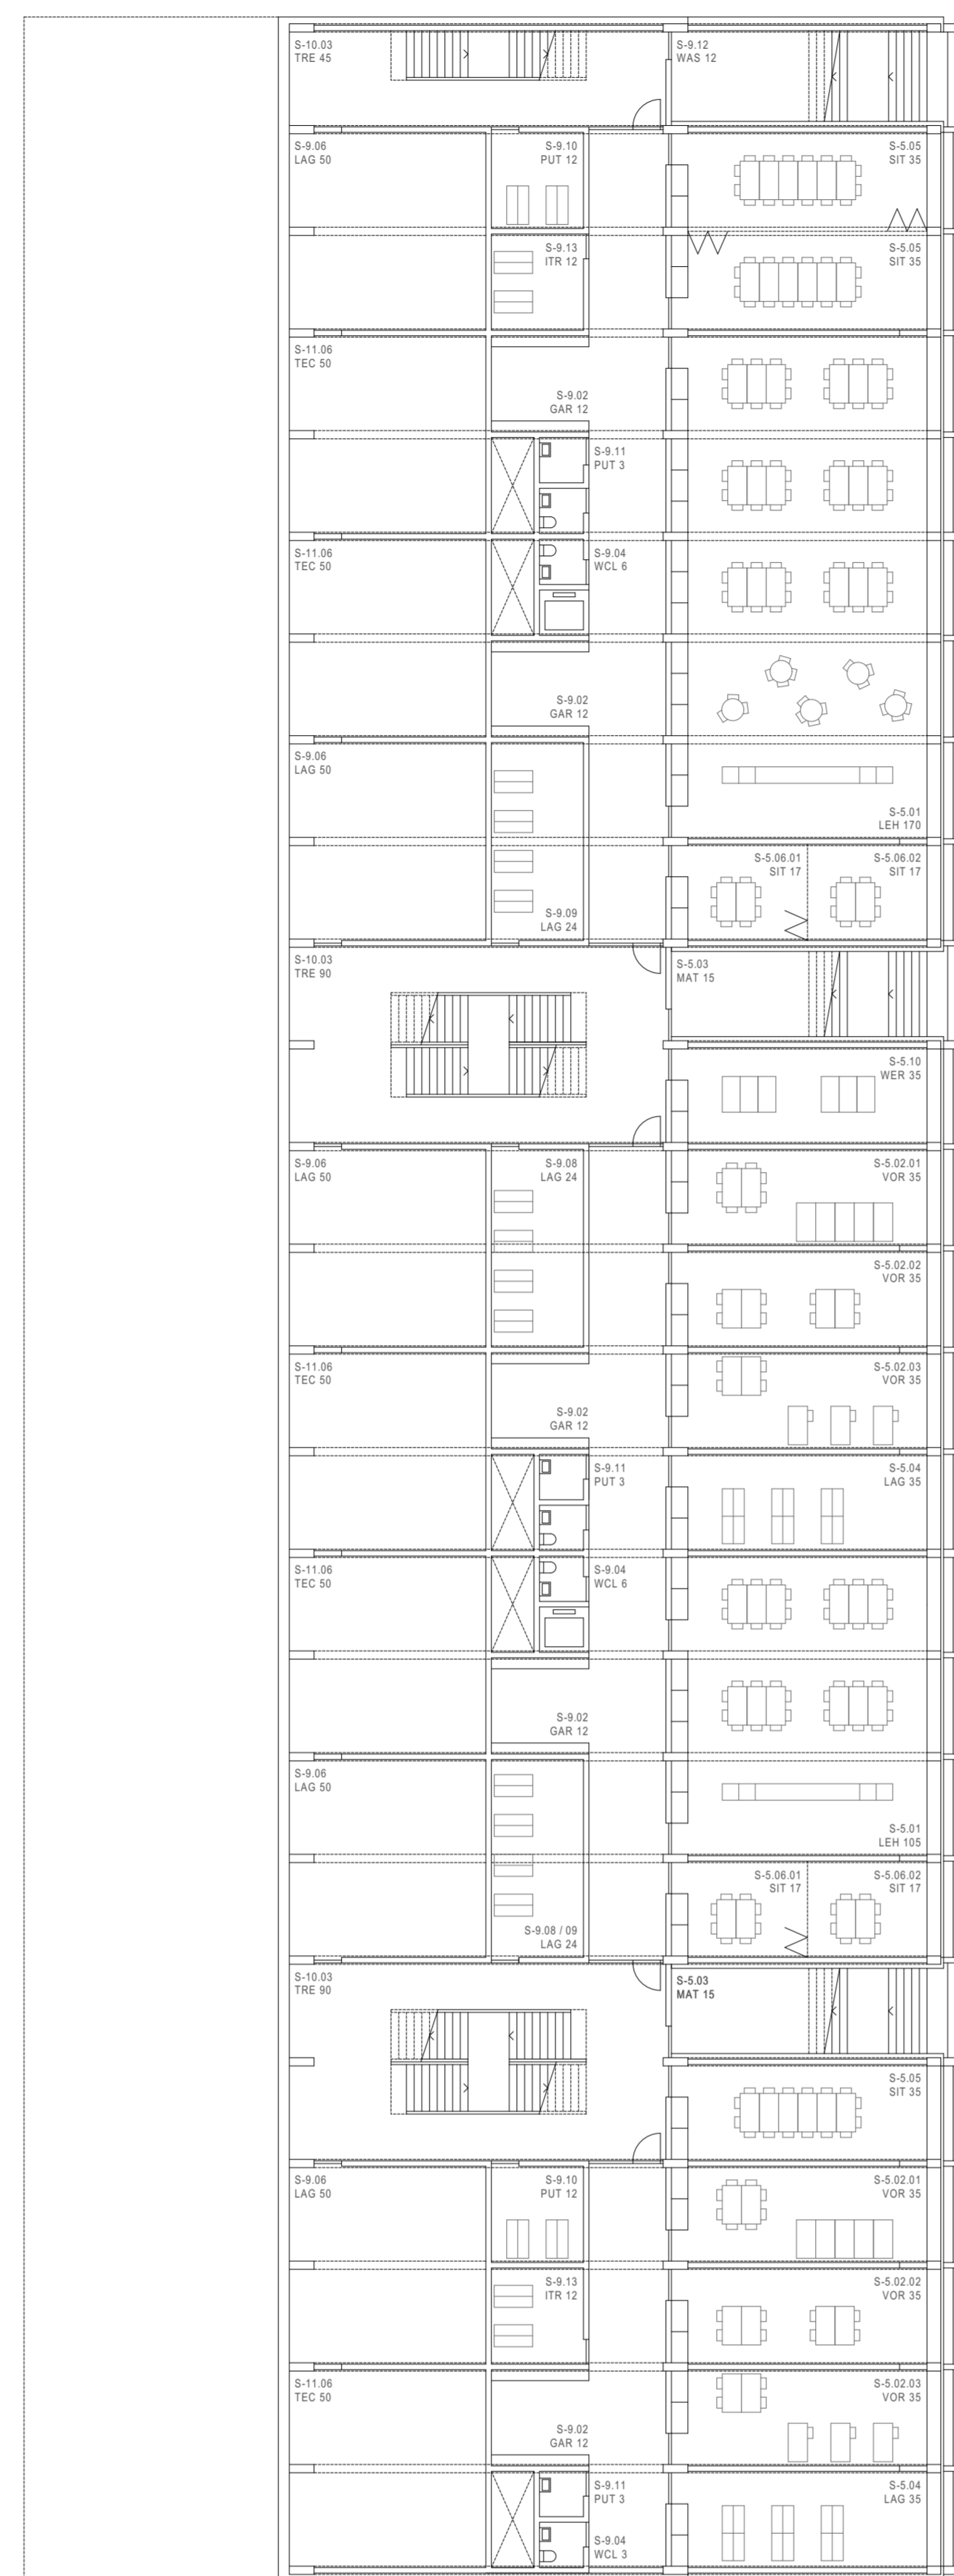 S-10.03
TRE 45
S-9.12
WAS 12
S-9.06
LAG 50
S-9.10
PUT 12
S-5.05
SIT 35
S-9.13
ITR 12
S-5.05
SIT 35
S-11.06
TEC 50
S-9.02
GAR 12
S-9.11
PUT 3
S-11.06
TEC 50
S-9.04
WCL 6
S-9.02
GAR 12
S-9.06
LAG 50
S-5.01
LEH 170
S-5.06.01
SIT 17
S-5.06.02
SIT 17
S-9.09
LAG 24
S-10.03
TRE 90
S-5.03
MAT 15
S-5.10
WER 35
S-9.06
LAG 50
S-9.08
LAG 24
S-5.02.01
VOR 35
S-5.02.02
VOR 35
S-11.06
TEC 50
S-5.02.03
VOR 35
S-9.02
GAR 12
S-9.11
PUT 3
S-5.04
LAG 35
S-11.06
TEC 50
S-9.04
WCL 6
S-9.02
GAR 12
S-9.06
LAG 50
S-5.01
LEH 105
S-5.06.01
SIT 17
S-5.06.02
SIT 17
S-9.08 / 09
LAG 24
S-10.03
TRE 90
S-5.03
MAT 15
S-5.05
SIT 35
S-9.06
LAG 50
S-9.10
PUT 12
S-5.02.01
VOR 35
S-9.13
ITR 12
S-5.02.02
VOR 35
S-11.06
TEC 50
S-5.02.03
VOR 35
S-9.02
GAR 12
S-9.11
PUT 3
S-5.04
LAG 35
S-9.04
WCL 3